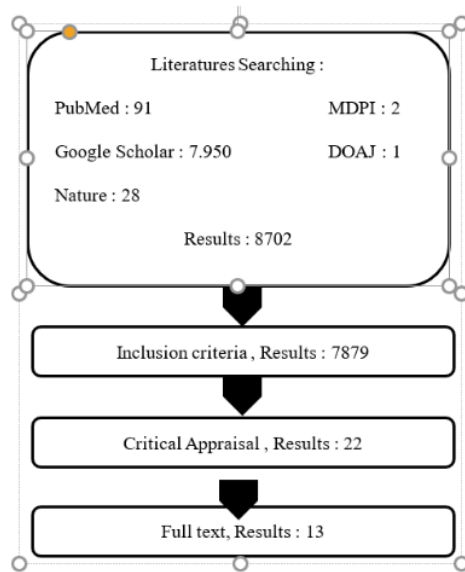 Literatures Searching :
PubMed : 91 MDPI : 2
Google Scholar : 7.950 DOAJ : 1
Nature : 28
Results : 8702
Inclusion criteria , Results : 7879
Critical Appraisal , Results : 22
Full text, Results : 13